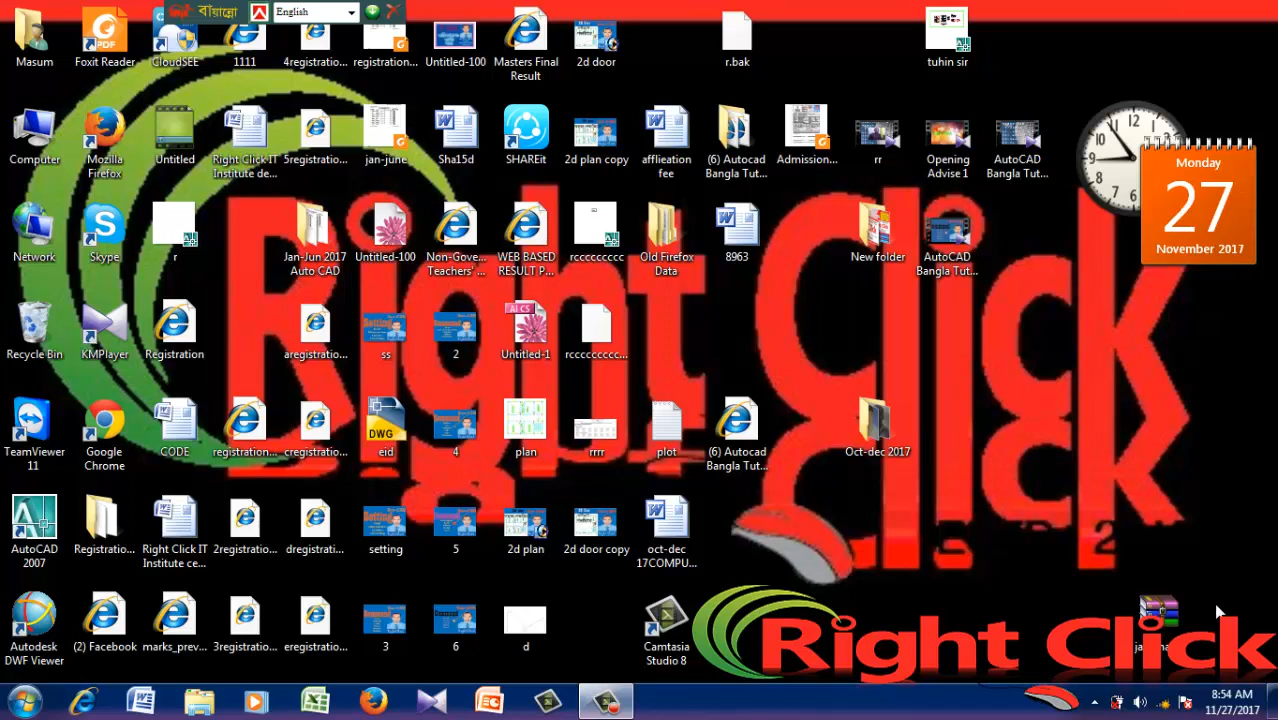 বায়ান্নো
English
Masum
Foxit Reader
CloudSEE
1111
4registratio...
registration...
Untitled-100
Masters Final
Result
2d door
r.bak
tuhin sir
Computer
Mozilla
Firefox
Untitled
Right Click IT
Institute de...
5registratio...
jan-june
Sha15d
SHAREit
2d plan copy
afflieation
fee
(6) Autocad
Bangla Tut...
Admission...
rr
Opening
Advise 1
AutoCAD
Bangla Tut...
Monday
27
November 2017
Network
Skype
r
Jan-Jun 2017
Auto CAD
Untitled-100
Non-Gove...
Teachers' ...
WEB BASED
RESULT P...
rccccccccc
Old Firefox
Data
8963
New folder
AutoCAD
Bangla Tut...
Recycle Bin
KMPlayer
Registration
aregistratio...
ss
2
Untitled-1
rccccccccc...
TeamViewer
11
Google
Chrome
CODE
registration...
cregistratio...
DWG
eid
4
plan
rrrr
plot
(6) Autocad
Bangla Tut...
Oct-dec 2017
AutoCAD
2007
Registratio...
Right Click IT
Institute ce...
2registratio...
dregistratio...
setting
5
2d plan
2d door copy
oct-dec
17COMPU...
Autodesk
DWF Viewer
(2) Facebook
marks_prev...
3registratio...
eregistratio...
3
6
d
Camtasia
Studio 8
Right Click
Right Click
8:54 AM
11/27/2017